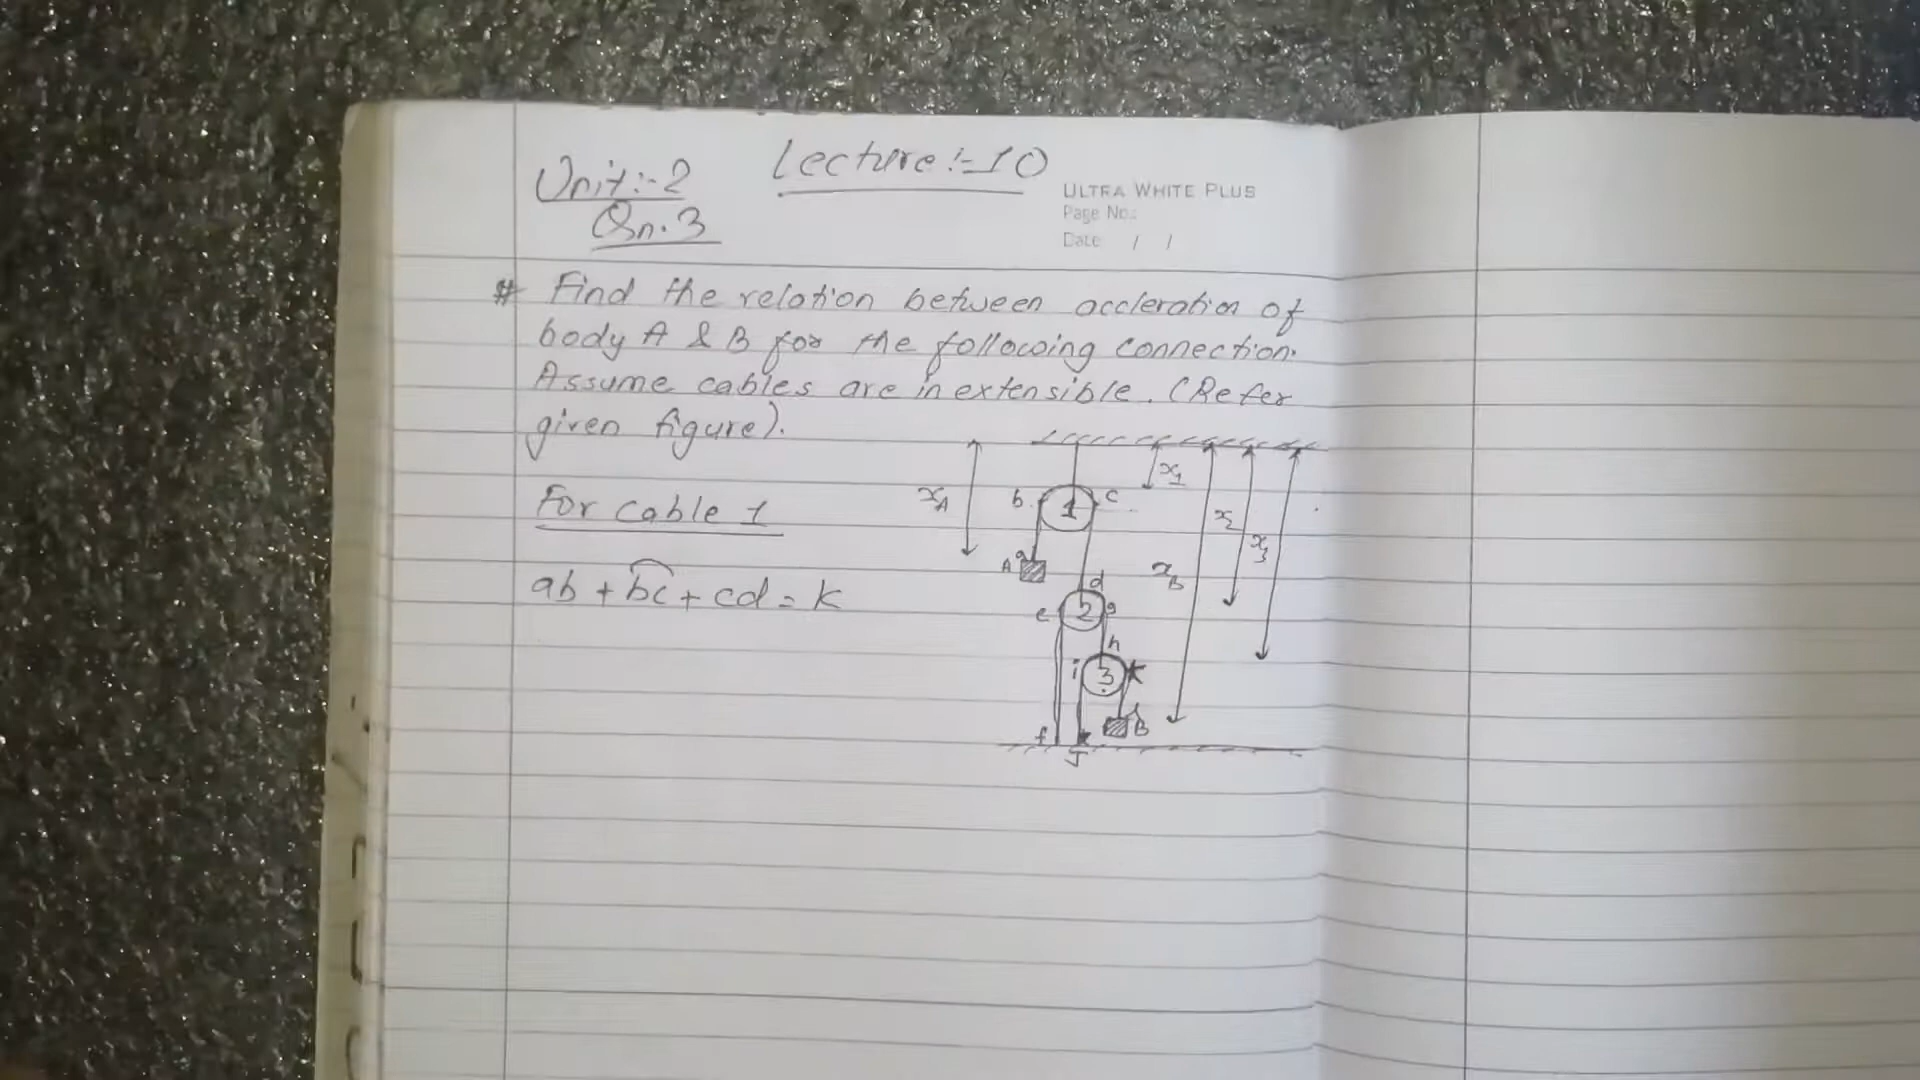 Lecture:-10
Unit:-2
Qn.3
ULTRA WHITE PLUS
Page No.:
Date / /
# Find the relation between accleration of
body A & B for the following connection.
Assume cables are inextensible. (Refer
given figure).
For cable 1
ab + bc + cd = k
x₁
xA
b 1 c
x₂
x₃
a
A
xB
d
e 2 g
h
i 3 k
B
f
J